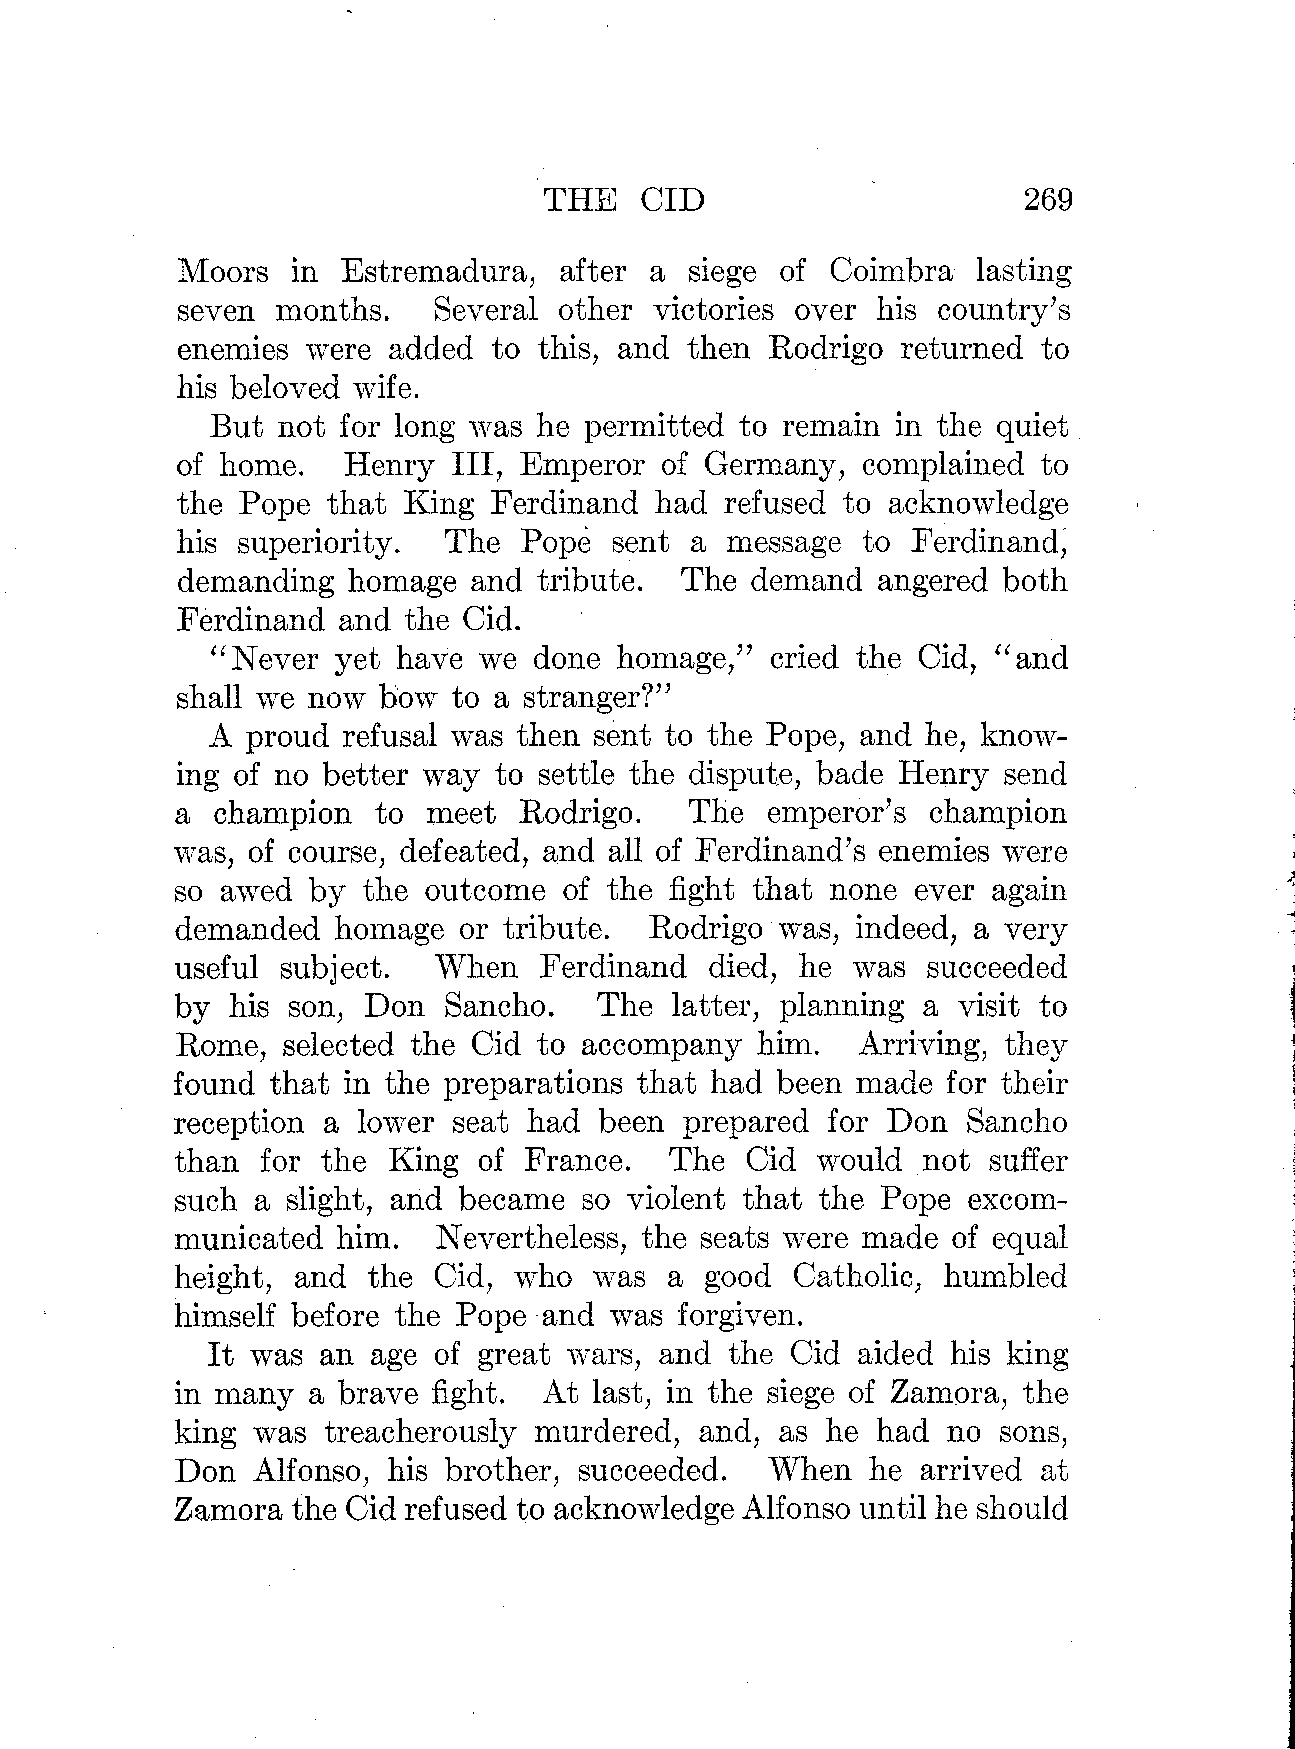 THE CID 269
Moors in Estremadura, after a siege of Coimbra lasting
seven months. Several other victories over his country's
enemies were added to this, and then Rodrigo returned to
his beloved wife.
But not for long was he permitted to remain in the quiet
of home. Henry III, Emperor of Germany, complained to
the Pope that King Ferdinand had refused to acknowledge
his superiority. The Pope sent a message to Ferdinand,
demanding homage and tribute. The demand angered both
Ferdinand and the Cid.
"Never yet have we done homage," cried the Cid, "and
shall we now bow to a stranger?"
A proud refusal was then sent to the Pope, and he, know-
ing of no better way to settle the dispute, bade Henry send
a champion to meet Rodrigo. The emperor's champion
was, of course, defeated, and all of Ferdinand's enemies were
so awed by the outcome of the fight that none ever again
demanded homage or tribute. Rodrigo was, indeed, a very
useful subject. When Ferdinand died, he was succeeded
by his son, Don Sancho. The latter, planning a visit to
Rome, selected the Cid to accompany him. Arriving, they
found that in the preparations that had been made for their
reception a lower seat had been prepared for Don Sancho
than for the King of France. The Cid would not suffer
such a slight, and became so violent that the Pope excom-
municated him. Nevertheless, the seats were made of equal
height, and the Cid, who was a good Catholic, humbled
himself before the Pope and was forgiven.
It was an age of great wars, and the Cid aided his king
in many a brave fight. At last, in the siege of Zamora, the
king was treacherously murdered, and, as he had no sons,
Don Alfonso, his brother, succeeded. When he arrived at
Zamora the Cid refused to acknowledge Alfonso until he should